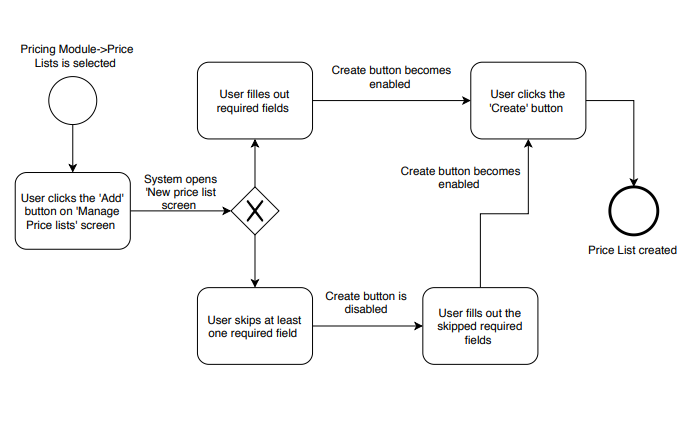 Pricing Module->Price
Lists is selected
User clicks the 'Add'
button on 'Manage
Price lists' screen
System opens
'New price list
screen
X
User filles out
required fields
Create button becomes
enabled
User clicks the
'Create' button
User skips at least
one required field
Create button is
disabled
User fills out the
skipped required
fields
Create button becomes
enabled
Price List created